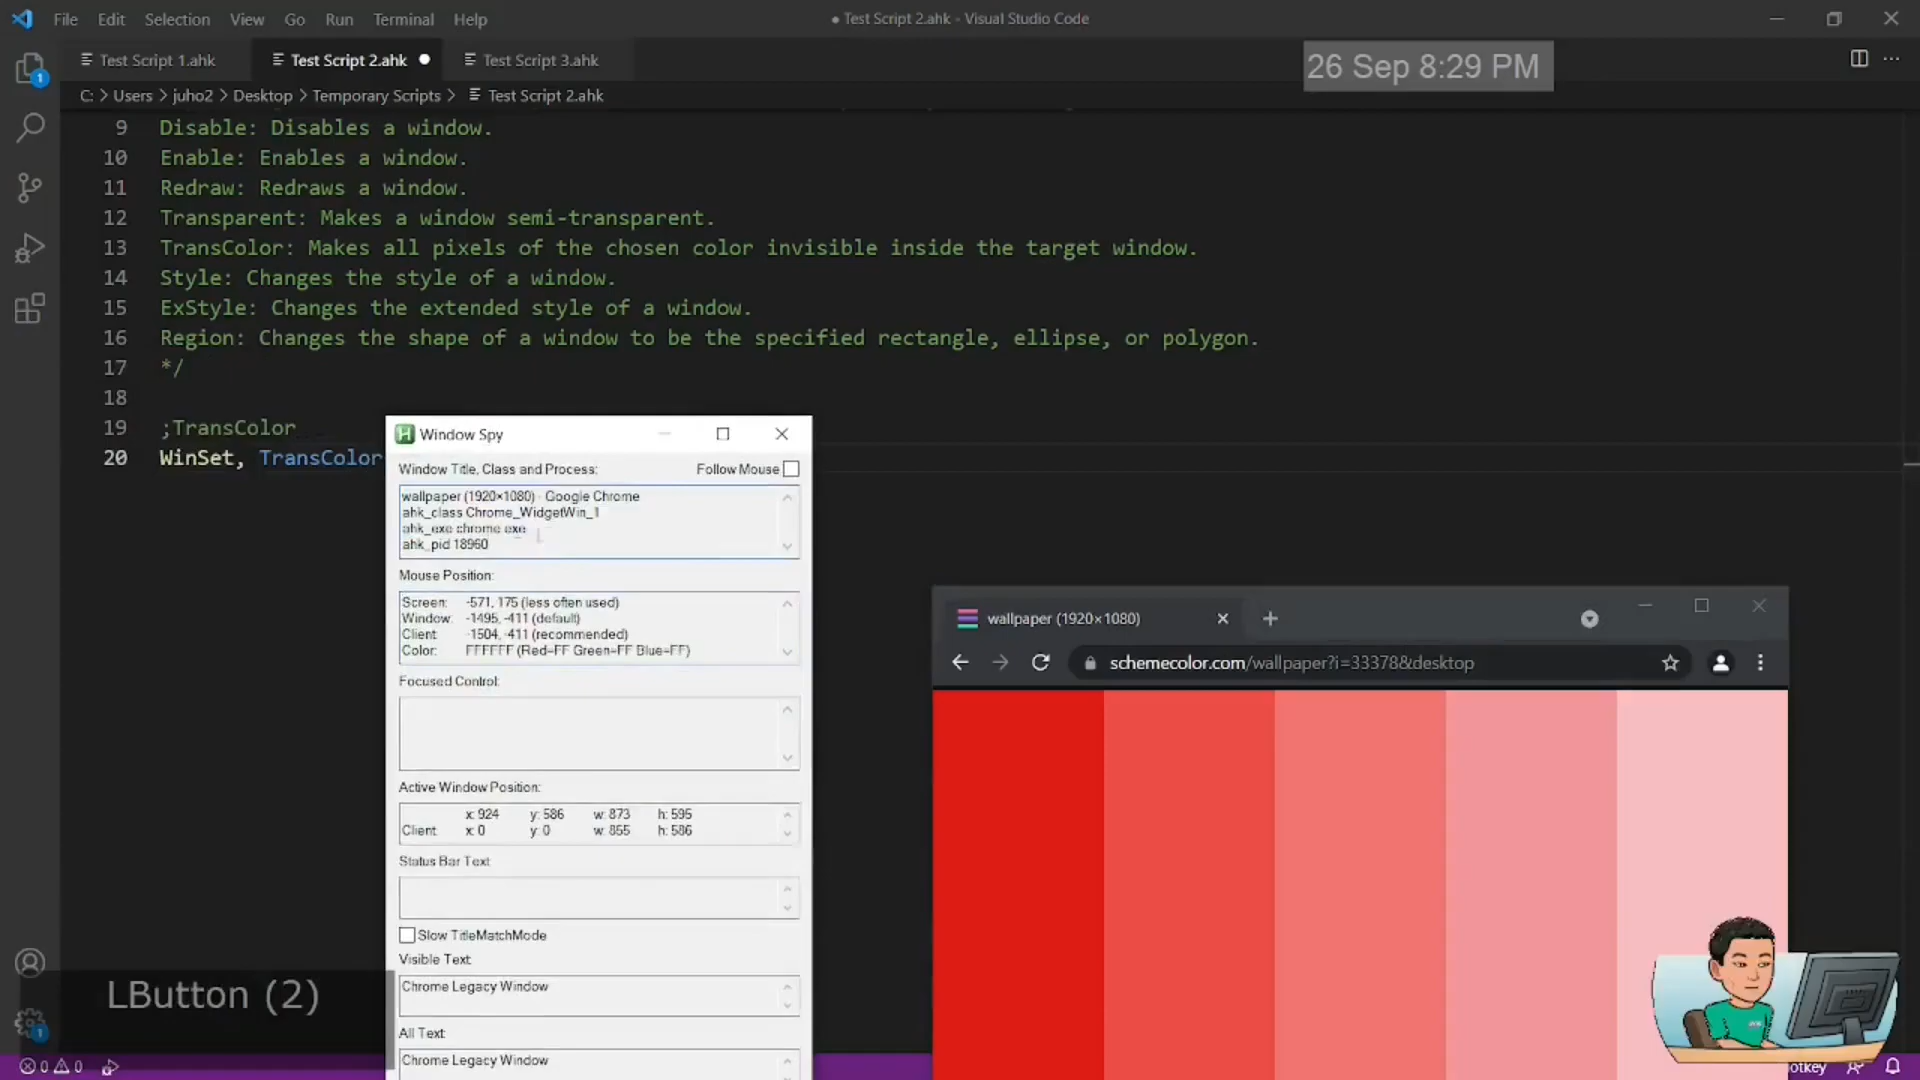 File Edit Selection View Go Run Terminal Help
● Test Script 2.ahk - Visual Studio Code
Test Script 1.ahk
Test Script 2.ahk
Test Script 3.ahk
26 Sep 8:29 PM
C: > Users > juho2 > Desktop > Temporary Scripts > Test Script 2.ahk
9 Disable: Disables a window.
10 Enable: Enables a window.
11 Redraw: Redraws a window.
12 Transparent: Makes a window semi-transparent.
13 TransColor: Makes all pixels of the chosen color invisible inside the target window.
14 Style: Changes the style of a window.
15 ExStyle: Changes the extended style of a window.
16 Region: Changes the shape of a window to be the specified rectangle, ellipse, or polygon.
17 */
18
19 ;TransColor
20 WinSet, TransColor
Window Spy
Window Title, Class and Process:
Follow Mouse
wallpaper (1920×1080) - Google Chrome
ahk_class Chrome_WidgetWin_1
ahk_exe chrome.exe
ahk_pid 18960
Mouse Position:
Screen: -571, 175 (less often used)
Window: -1495, -411 (default)
Client: -1504, -411 (recommended)
Color: FFFFFF (Red=FF Green=FF Blue=FF)
Focused Control:
Active Window Position:
x: 924 y: 586 w: 873 h: 595
Client: x: 0 y: 0 w: 855 h: 586
Status Bar Text:
Slow TitleMatchMode
Visible Text:
Chrome Legacy Window
All Text:
Chrome Legacy Window
wallpaper (1920×1080)
schemecolor.com/wallpaper?i=33378&desktop
LButton (2)
1
1
0 0
otkey